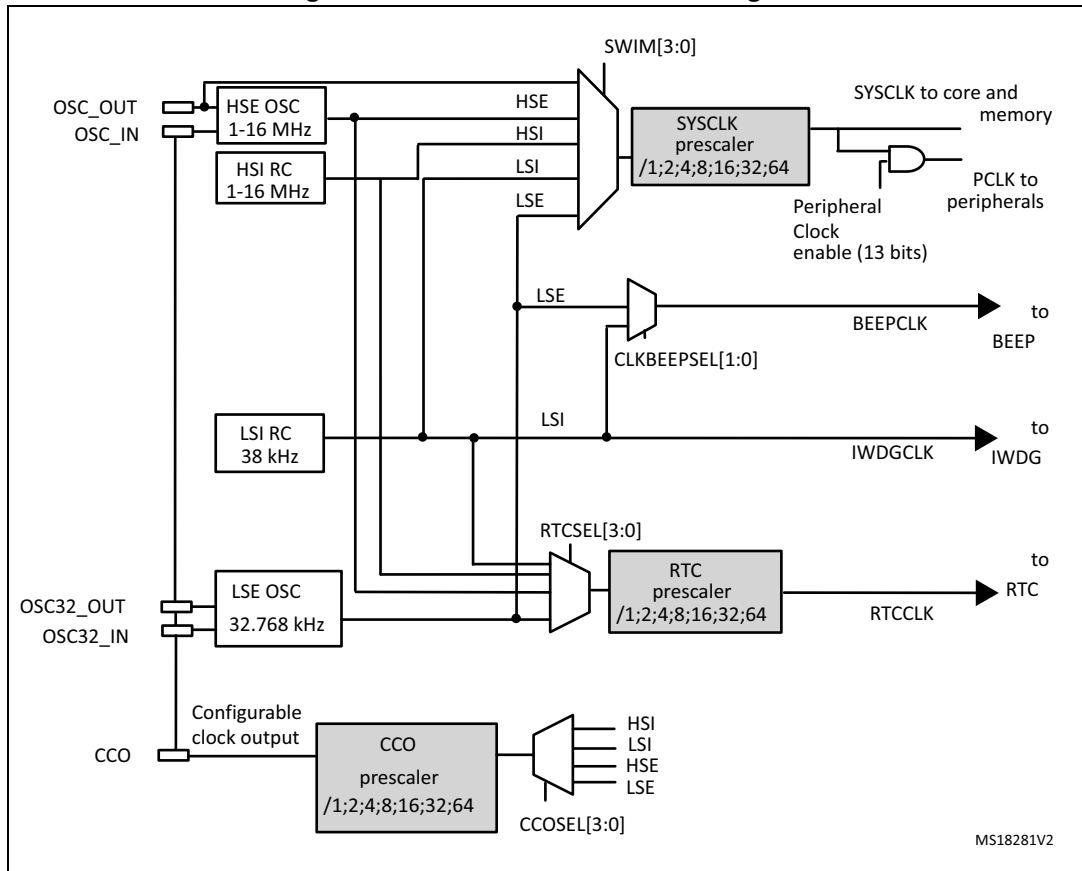 SWIM[3:0]
OSC_OUT
OSC_IN
HSE OSC
1-16 MHz
HSI RC
1-16 MHz
HSE
HSI
LSI
LSE
SYSCLK
prescaler
/1;2;4;8;16;32;64
SYSCLK to core and
memory
PCLK to
peripherals
Peripheral
Clock
enable (13 bits)
LSE
CLKBEEPSEL[1:0]
BEEPCLK
to
BEEP
LSI RC
38 kHz
LSI
IWDGCLK
to
IWDG
RTCSEL[3:0]
OSC32_OUT
OSC32_IN
LSE OSC
32.768 kHz
RTC
prescaler
/1;2;4;8;16;32;64
RTCCLK
to
RTC
CCO
Configurable
clock output
CCO
prescaler
/1;2;4;8;16;32;64
HSI
LSI
HSE
LSE
CCOSEL[3:0]
MS18281V2